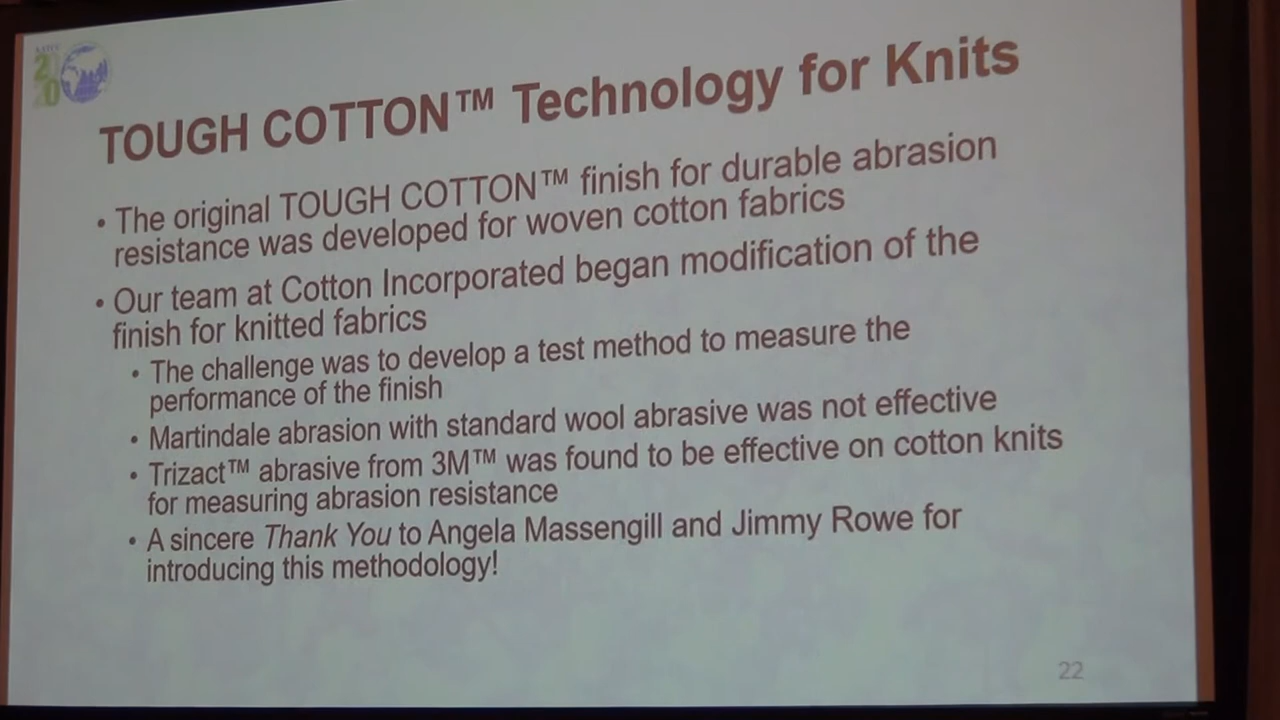 20
TOUGH COTTON™ Technology for Knits
• The original TOUGH COTTON™ finish for durable abrasion
resistance was developed for woven cotton fabrics
• Our team at Cotton Incorporated began modification of the
finish for knitted fabrics
• The challenge was to develop a test method to measure the
performance of the finish
• Martindale abrasion with standard wool abrasive was not effective
• Trizact™ abrasive from 3M™ was found to be effective on cotton knits
for measuring abrasion resistance
• A sincere Thank You to Angela Massengill and Jimmy Rowe for
introducing this methodology!
22